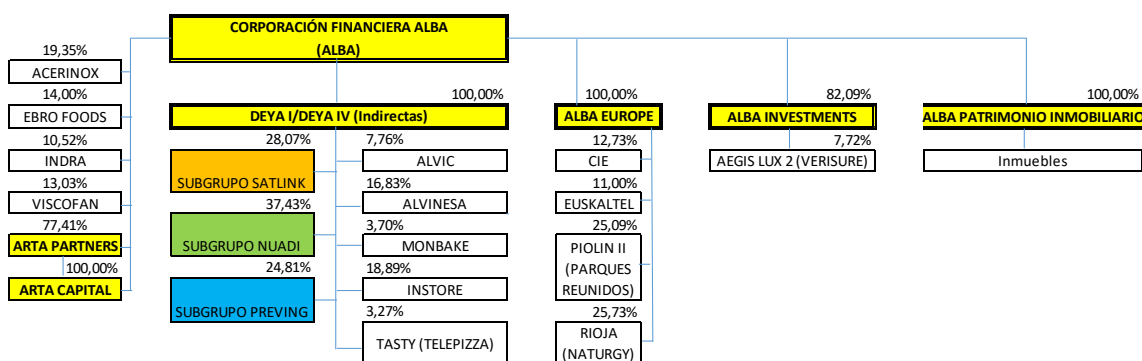 CORPORACIÓN FINANCIERA ALBA
(ALBA)
19,35%
ACERINOX
14,00%
EBRO FOODS
10,52%
INDRA
13,03%
VISCOFAN
77,41%
ARTA PARTNERS
100,00%
ARTA CAPITAL
100,00%
DEYA I/DEYA IV (Indirectas)
28,07%
SUBGRUPO SATLINK
37,43%
SUBGRUPO NUADI
24,81%
SUBGRUPO PREVING
7,76%
ALVIC
16,83%
ALVINESA
3,70%
MONBAKE
18,89%
INSTORE
3,27%
TASTY (TELEPIZZA)
100,00%
ALBA EUROPE
12,73%
CIE
11,00%
EUSKALTEL
25,09%
PIOLIN II
(PARQUES
REUNIDOS)
25,73%
RIOJA
(NATURGY)
82,09%
ALBA INVESTMENTS
7,72%
AEGIS LUX 2 (VERISURE)
100,00%
ALBA PATRIMONIO INMOBILIARIO
Inmuebles